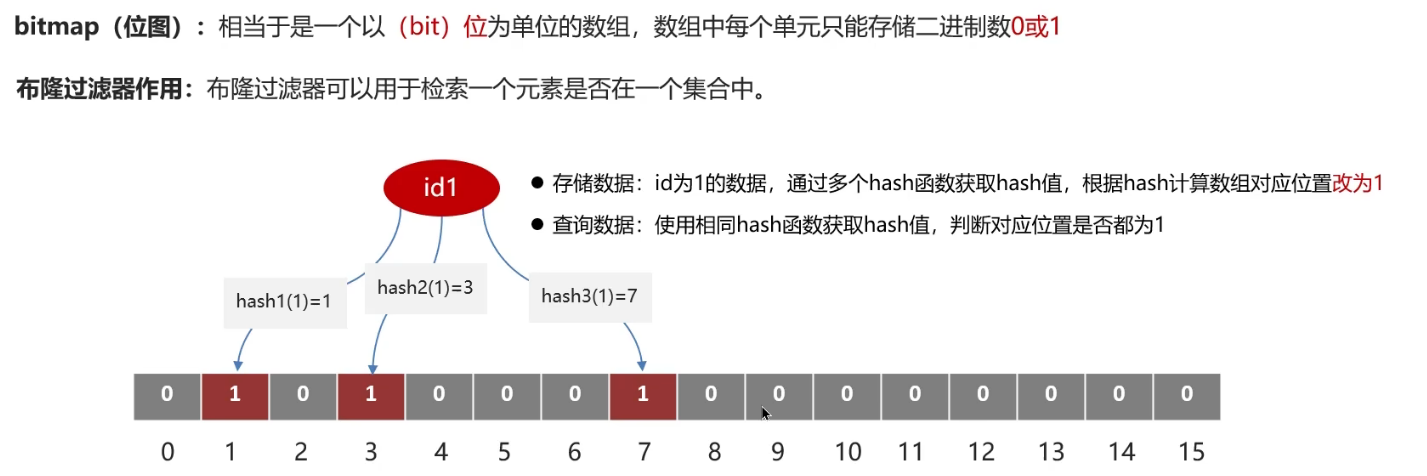 bitmap（位图）：相当于是一个以（bit）位为单位的数组，数组中每个单元只能存储二进制数0或1
布隆过滤器作用：布隆过滤器可以用于检索一个元素是否在一个集合中。
id1
● 存储数据：id为1的数据，通过多个hash函数获取hash值，根据hash计算数组对应位置改为1
● 查询数据：使用相同hash函数获取hash值，判断对应位置是否都为1
hash1(1)=1
hash2(1)=3
hash3(1)=7
0 1 0 1 0 0 0 1 0 0 0 0 0 0 0 0
0 1 2 3 4 5 6 7 8 9 10 11 12 13 14 15